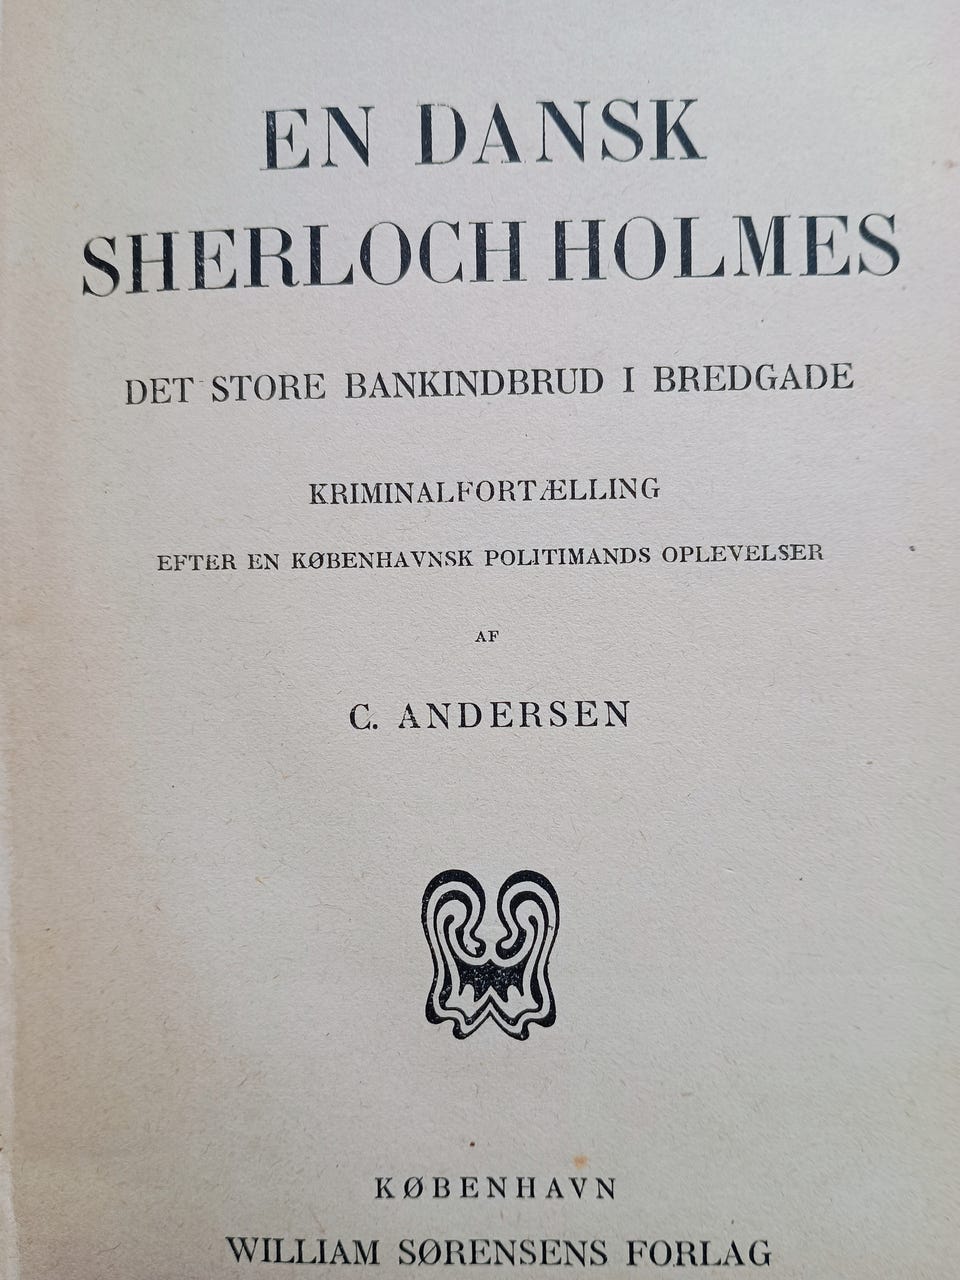 EN DANSK
SHERLOCH HOLMES
DET STORE BANKINDBRUD I BREDGADE
KRIMINALFORTÆLLING
EFTER EN KØBENHAVNSK POLITIMANDS OPLEVELSER
AF
C. ANDERSEN
KØBENHAVN
WILLIAM SØRENSENS FORLAG